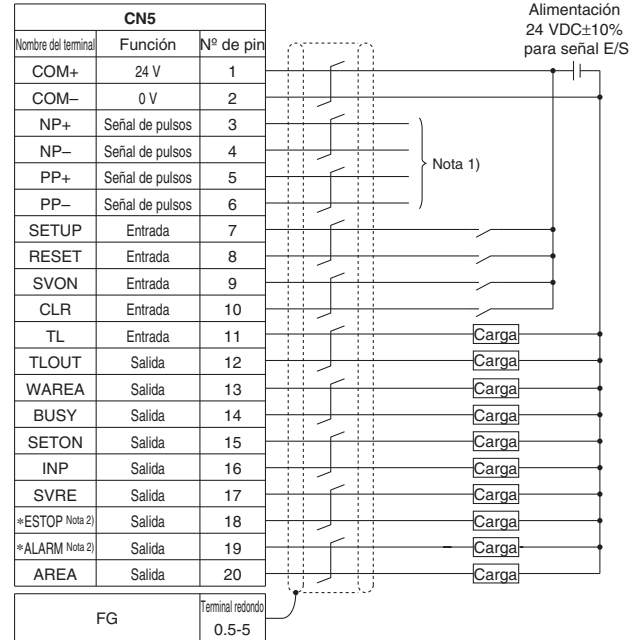 Alimentación
24 VDC±10%
para señal E/S
CN5
Nombre del terminal Función Nº de pin
COM+ 24 V 1
COM– 0 V 2
NP+ Señal de pulsos 3
NP– Señal de pulsos 4
PP+ Señal de pulsos 5
PP– Señal de pulsos 6
Nota 1)
SETUP Entrada 7
RESET Entrada 8
SVON Entrada 9
CLR Entrada 10
TL Entrada 11 Carga
TLOUT Salida 12 Carga
WAREA Salida 13 Carga
BUSY Salida 14 Carga
SETON Salida 15 Carga
INP Salida 16 Carga
SVRE Salida 17 Carga
*ESTOP Nota 2) Salida 18 Carga
*ALARM Nota 2) Salida 19 Carga
AREA Salida 20 Carga
FG Terminal redondo
0.5-5